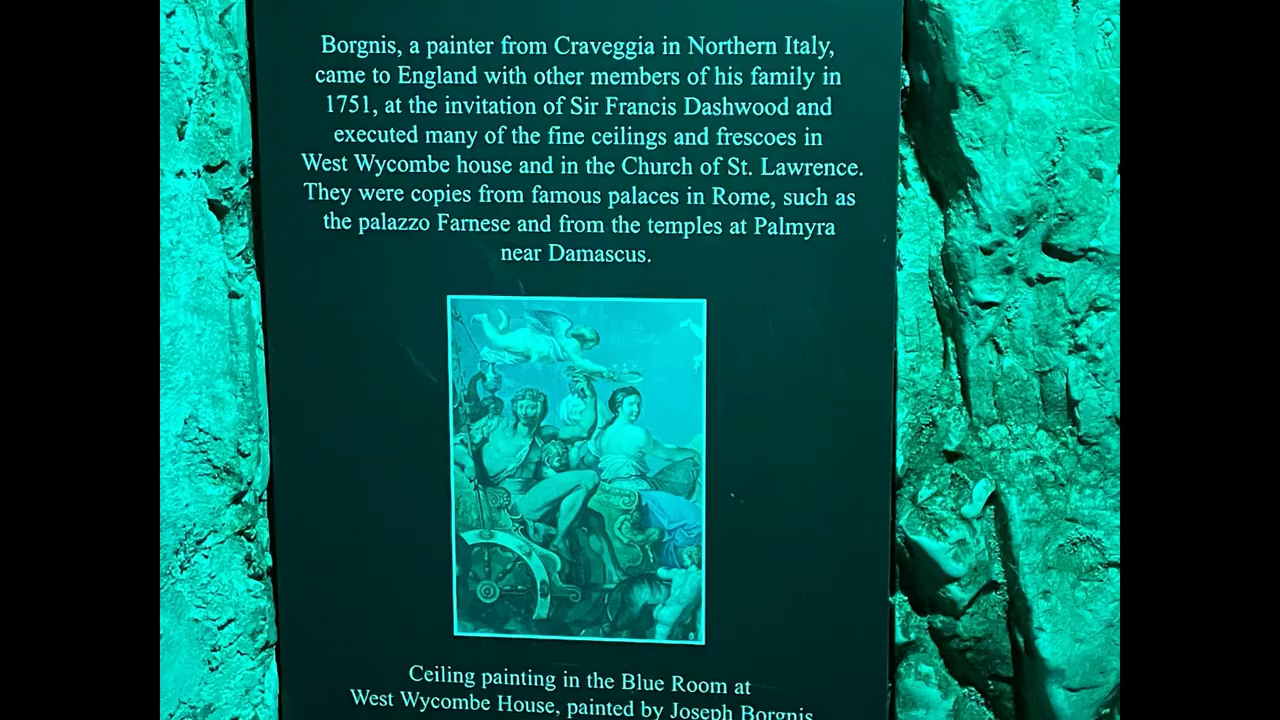 Borgnis, a painter from Craveggia in Northern Italy,
came to England with other members of his family in
1751, at the invitation of Sir Francis Dashwood and
executed many of the fine ceilings and frescoes in
West Wycombe house and in the Church of St. Lawrence.
They were copies from famous palaces in Rome, such as
the palazzo Farnese and from the temples at Palmyra
near Damascus.
Ceiling painting in the Blue Room at
West Wycombe House, painted by Joseph Borgnis